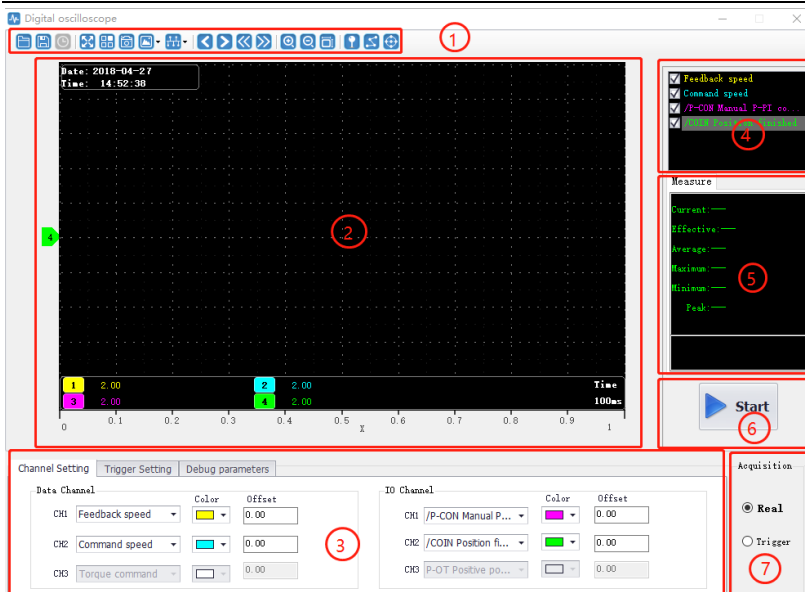 Digital oscilloscope
1
Date: 2018-04-27
Time: 14:52:38
Feedback speed
Command speed
/P-CON Manual P-PI co...
/COIN Position finished
4
Measure
4
2
Current:——
Effective:——
Average:——
Maximum:——
Minimum:——
Peak:——
5
1 2.00 2 2.00 Time
3 2.00 4 2.00 100ms
0 0.1 0.2 0.3 0.4 0.5 0.6 0.7 0.8 0.9 1
X
Start
6
Channel Setting Trigger Setting Debug parameters
Data Channel Color Offset
CH1 Feedback speed 0.00
CH2 Command speed 0.00
CH3 Torque command 0.00
3
IO Channel Color Offset
CH1 /P-CON Manual P... 0.00
CH2 /COIN Position fi... 0.00
CH3 P-OT Positive po... 0.00
Acquisition
Real
Trigger
7